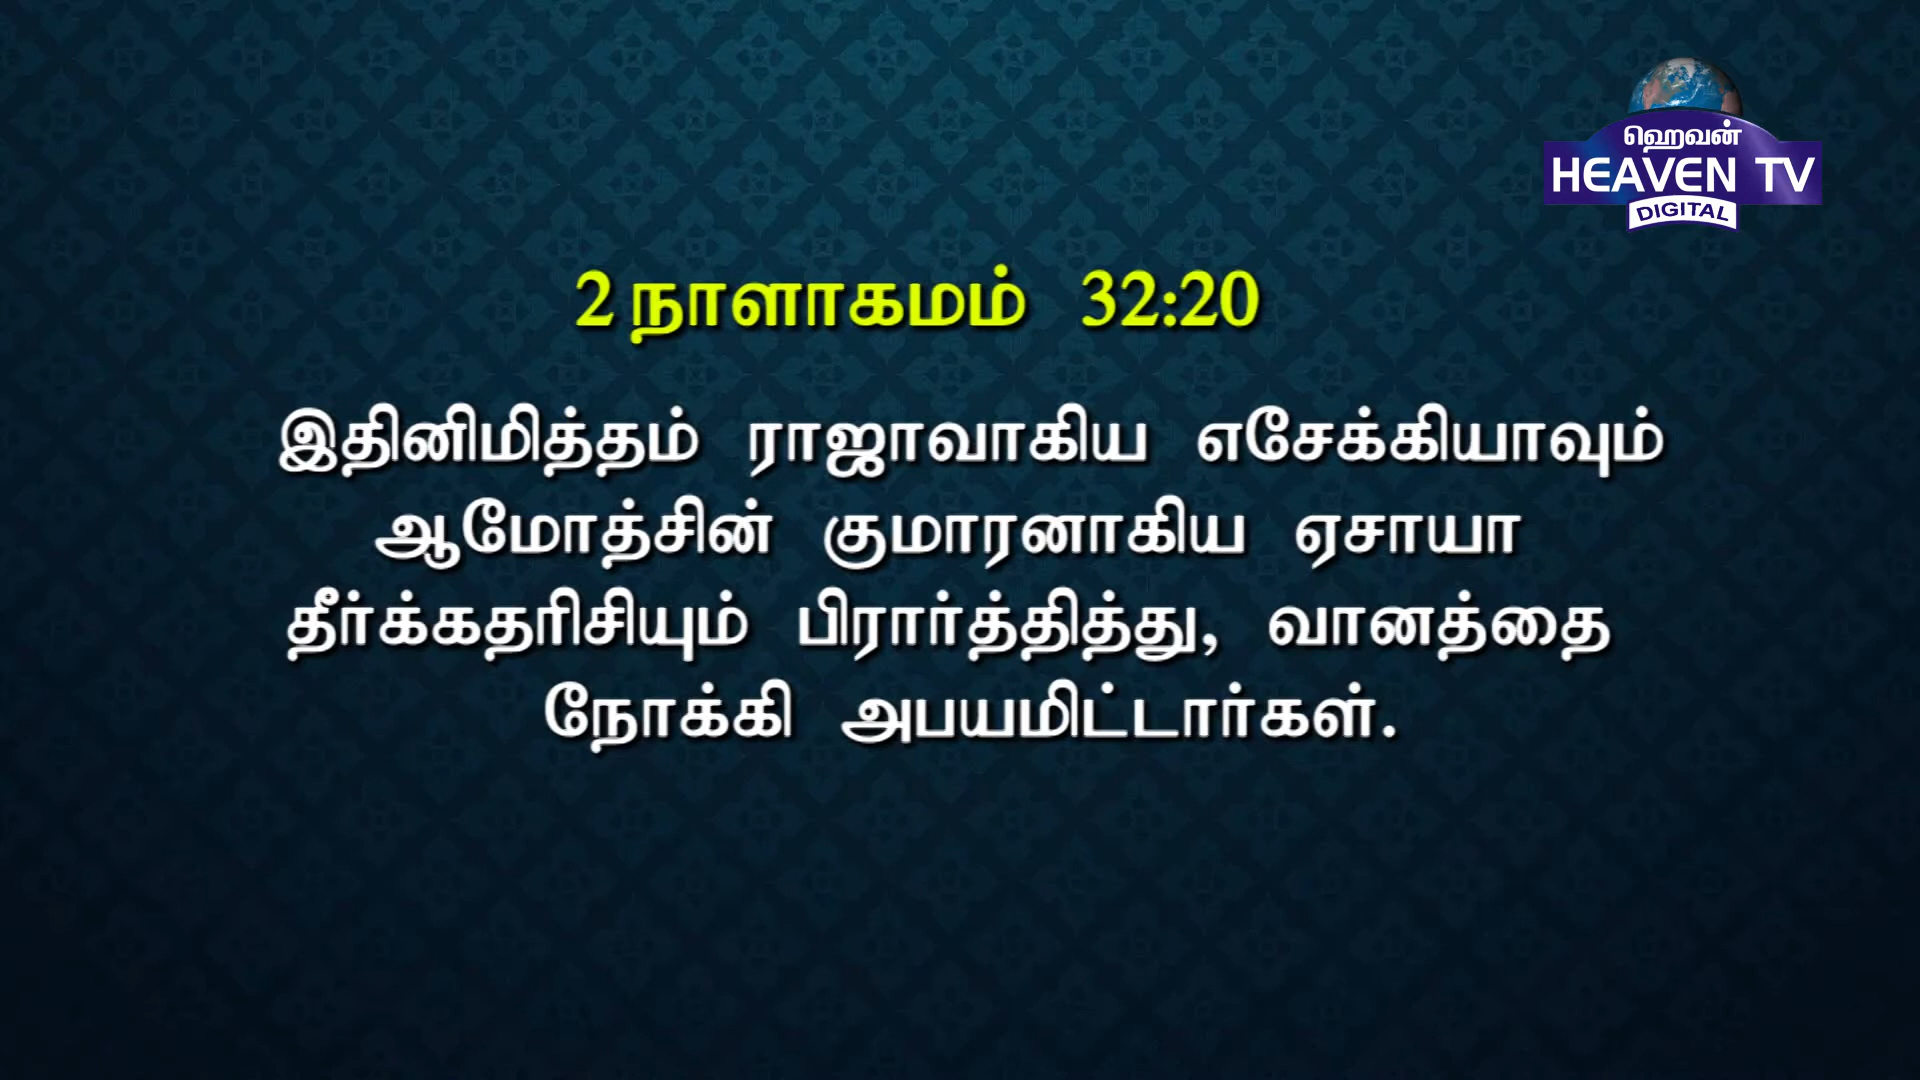 ஹெவன்
HEAVEN TV
DIGITAL
2 நாளாகமம் 32:20
இதினிமித்தம் ராஜாவாகிய எசேக்கியாவும்
ஆமோத்சின் குமாரனாகிய ஏசாயா
தீர்க்கதரிசியும் பிரார்த்தித்து, வானத்தை
நோக்கி அபயமிட்டார்கள்.